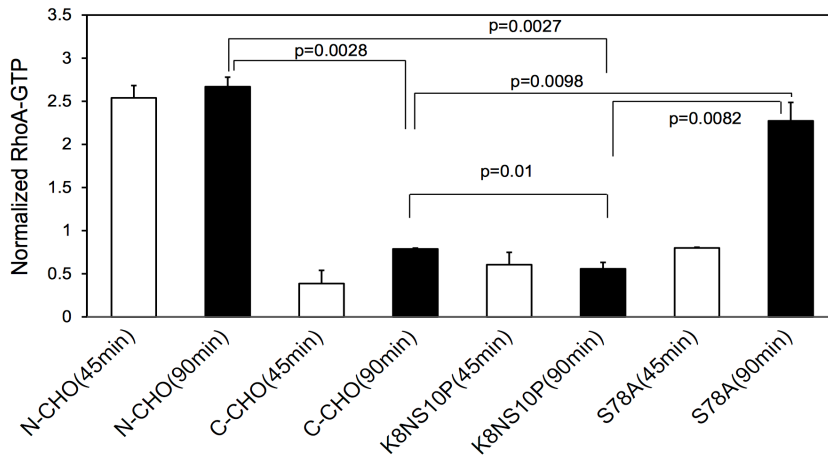 3.5
p=0.0027
3
p=0.0028
p=0.0098
2.5
p=0.0082
2
Normalized RhoA-GTP
1.5
p=0.01
1
0.5
0
N-CHO(45min)
N-CHO(90min)
C-CHO(45min)
C-CHO(90min)
K8NS10P(45min)
K8NS10P(90min)
S78A(45min)
S78A(90min)